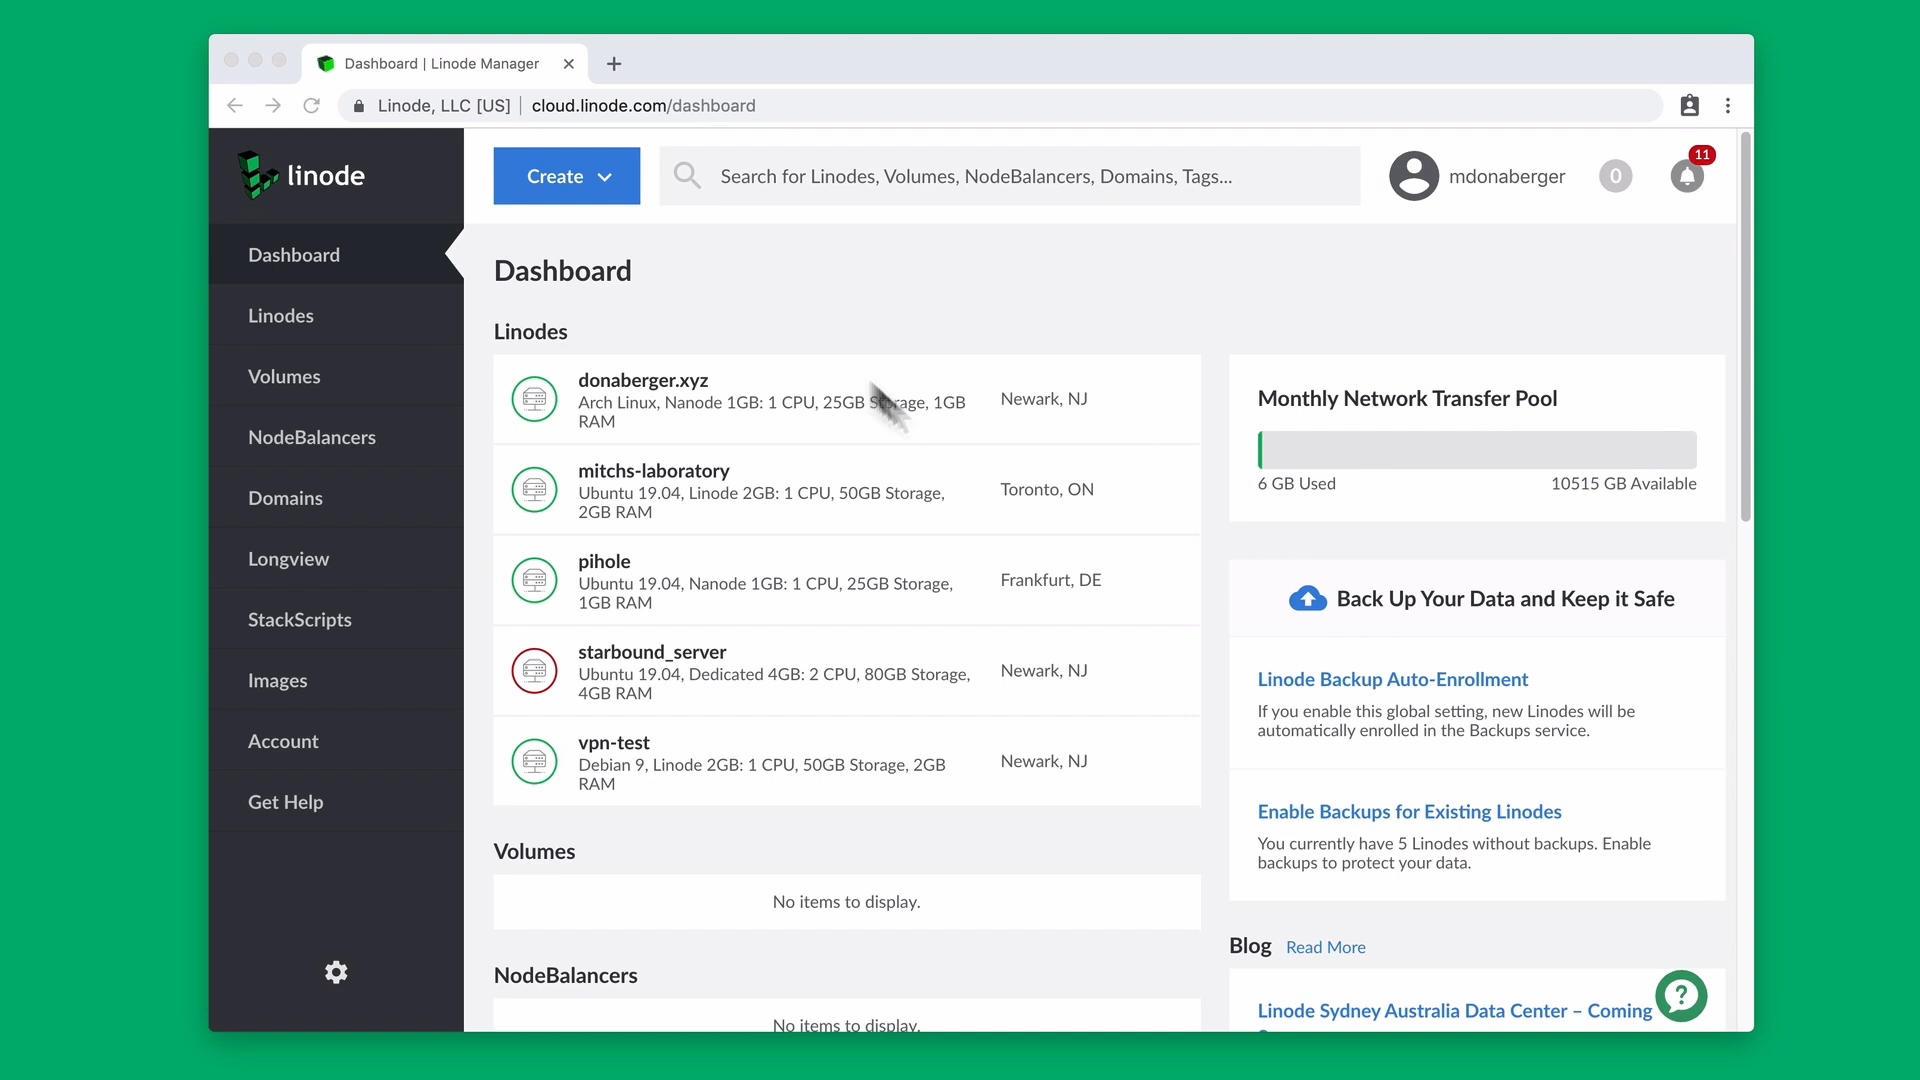 Dashboard | Linode Manager
Linode, LLC [US] | cloud.linode.com/dashboard
linode
Create
Search for Linodes, Volumes, NodeBalancers, Domains, Tags...
mdonaberger
0
11
Dashboard
Linodes
Volumes
NodeBalancers
Domains
Longview
StackScripts
Images
Account
Get Help
Dashboard
Linodes
donaberger.xyz
Arch Linux, Nanode 1GB: 1 CPU, 25GB Storage, 1GB
RAM
Newark, NJ
mitchs-laboratory
Ubuntu 19.04, Linode 2GB: 1 CPU, 50GB Storage,
2GB RAM
Toronto, ON
pihole
Ubuntu 19.04, Nanode 1GB: 1 CPU, 25GB Storage,
1GB RAM
Frankfurt, DE
starbound_server
Ubuntu 19.04, Dedicated 4GB: 2 CPU, 80GB Storage,
4GB RAM
Newark, NJ
vpn-test
Debian 9, Linode 2GB: 1 CPU, 50GB Storage, 2GB
RAM
Newark, NJ
Volumes
No items to display.
NodeBalancers
No items to display.
Monthly Network Transfer Pool
6 GB Used
10515 GB Available
Back Up Your Data and Keep it Safe
Linode Backup Auto-Enrollment
If you enable this global setting, new Linodes will be
automatically enrolled in the Backups service.
Enable Backups for Existing Linodes
You currently have 5 Linodes without backups. Enable
backups to protect your data.
Blog Read More
Linode Sydney Australia Data Center – Coming